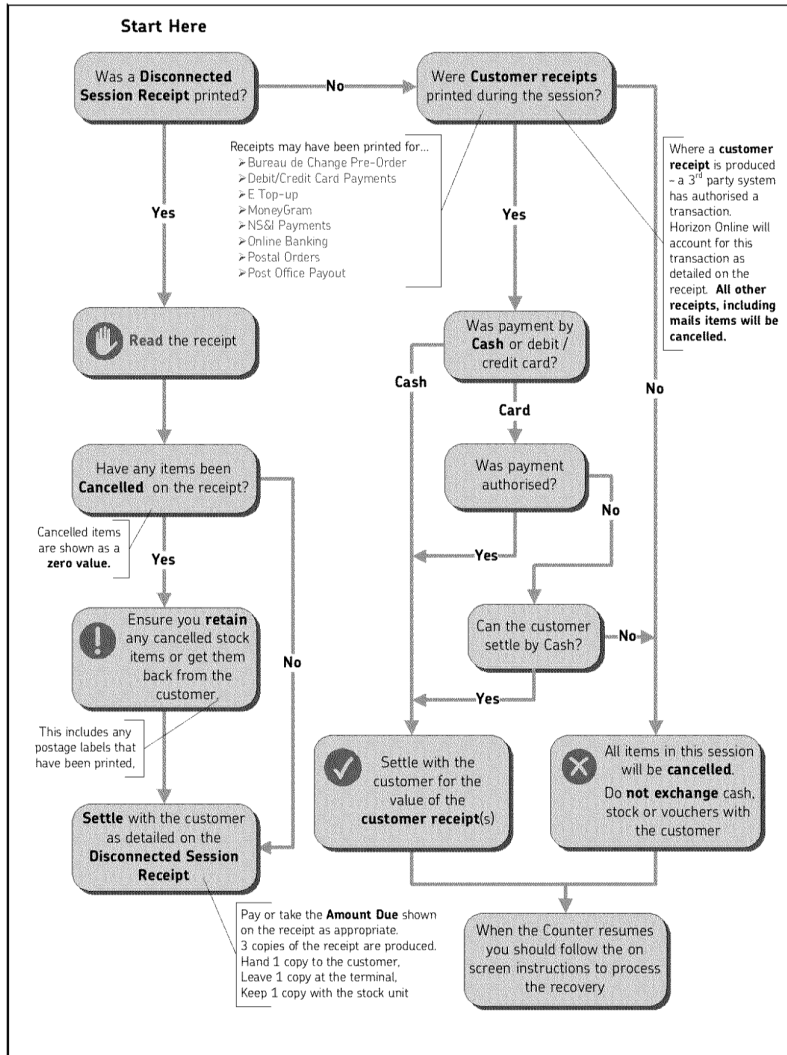 Start Here
Was a Disconnected
Session Receipt printed?
No
Were Customer receipts
printed during the session?
Receipts may have been printed for...
➢Bureau de Change Pre-Order
➢Debit/Credit Card Payments
➢E Top-up
➢MoneyGram
➢NS&I Payments
➢Online Banking
➢Postal Orders
➢Post Office Payout
Where a customer
receipt is produced
– a 3rd party system
has authorised a
transaction.
Horizon Online will
account for this
transaction as
detailed on the
receipt. All other
receipts, including
mails items will be
cancelled.
Yes
Yes
Read the receipt
Was payment by
Cash or debit /
credit card?
Cash
Card
No
Have any items been
Cancelled on the receipt?
Was payment
authorised?
Cancelled items
are shown as a
zero value.
Yes
No
Yes
No
Ensure you retain
any cancelled stock
items or get them
back from the
customer.
Can the customer
settle by Cash?
No
Yes
This includes any
postage labels that
have been printed,
Settle with the
customer for the
value of the
customer receipt(s)
All items in this session
will be cancelled.
Do not exchange cash,
stock or vouchers with
the customer
Settle with the customer
as detailed on the
Disconnected Session
Receipt
Pay or take the Amount Due shown
on the receipt as appropriate.
3 copies of the receipt are produced.
Hand 1 copy to the customer,
Leave 1 copy at the terminal,
Keep 1 copy with the stock unit
When the Counter resumes
you should follow the on
screen instructions to process
the recovery